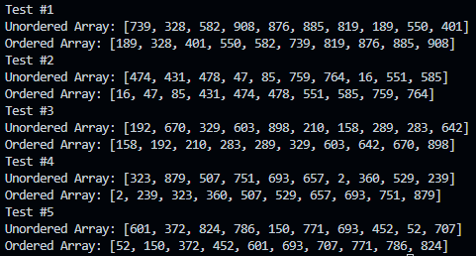 Test #1
Unordered Array: [739, 328, 582, 908, 876, 885, 819, 189, 550, 401]
Ordered Array: [189, 328, 401, 550, 582, 739, 819, 876, 885, 908]
Test #2
Unordered Array: [474, 431, 478, 47, 85, 759, 764, 16, 551, 585]
Ordered Array: [16, 47, 85, 431, 474, 478, 551, 585, 759, 764]
Test #3
Unordered Array: [192, 670, 329, 603, 898, 210, 158, 289, 283, 642]
Ordered Array: [158, 192, 210, 283, 289, 329, 603, 642, 670, 898]
Test #4
Unordered Array: [323, 879, 507, 751, 693, 657, 2, 360, 529, 239]
Ordered Array: [2, 239, 323, 360, 507, 529, 657, 693, 751, 879]
Test #5
Unordered Array: [601, 372, 824, 786, 150, 771, 693, 452, 52, 707]
Ordered Array: [52, 150, 372, 452, 601, 693, 707, 771, 786, 824]